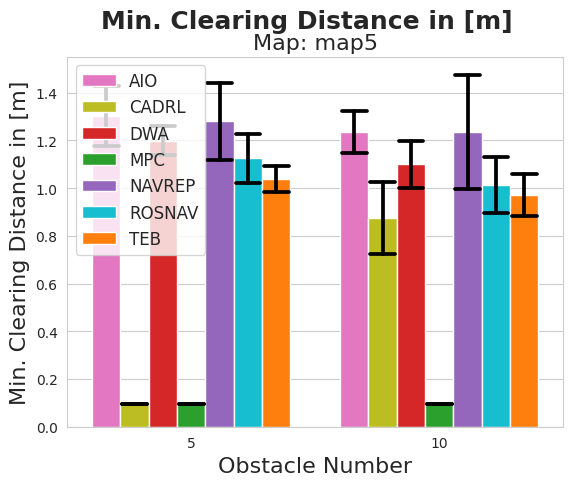 Min. Clearing Distance in [m]
Map: map5
Min. Clearing Distance in [m]
1.4
1.2
1.0
0.8
0.6
0.4
0.2
0.0
AIO
CADRL
DWA
MPC
NAVREP
ROSNAV
TEB
5
10
Obstacle Number